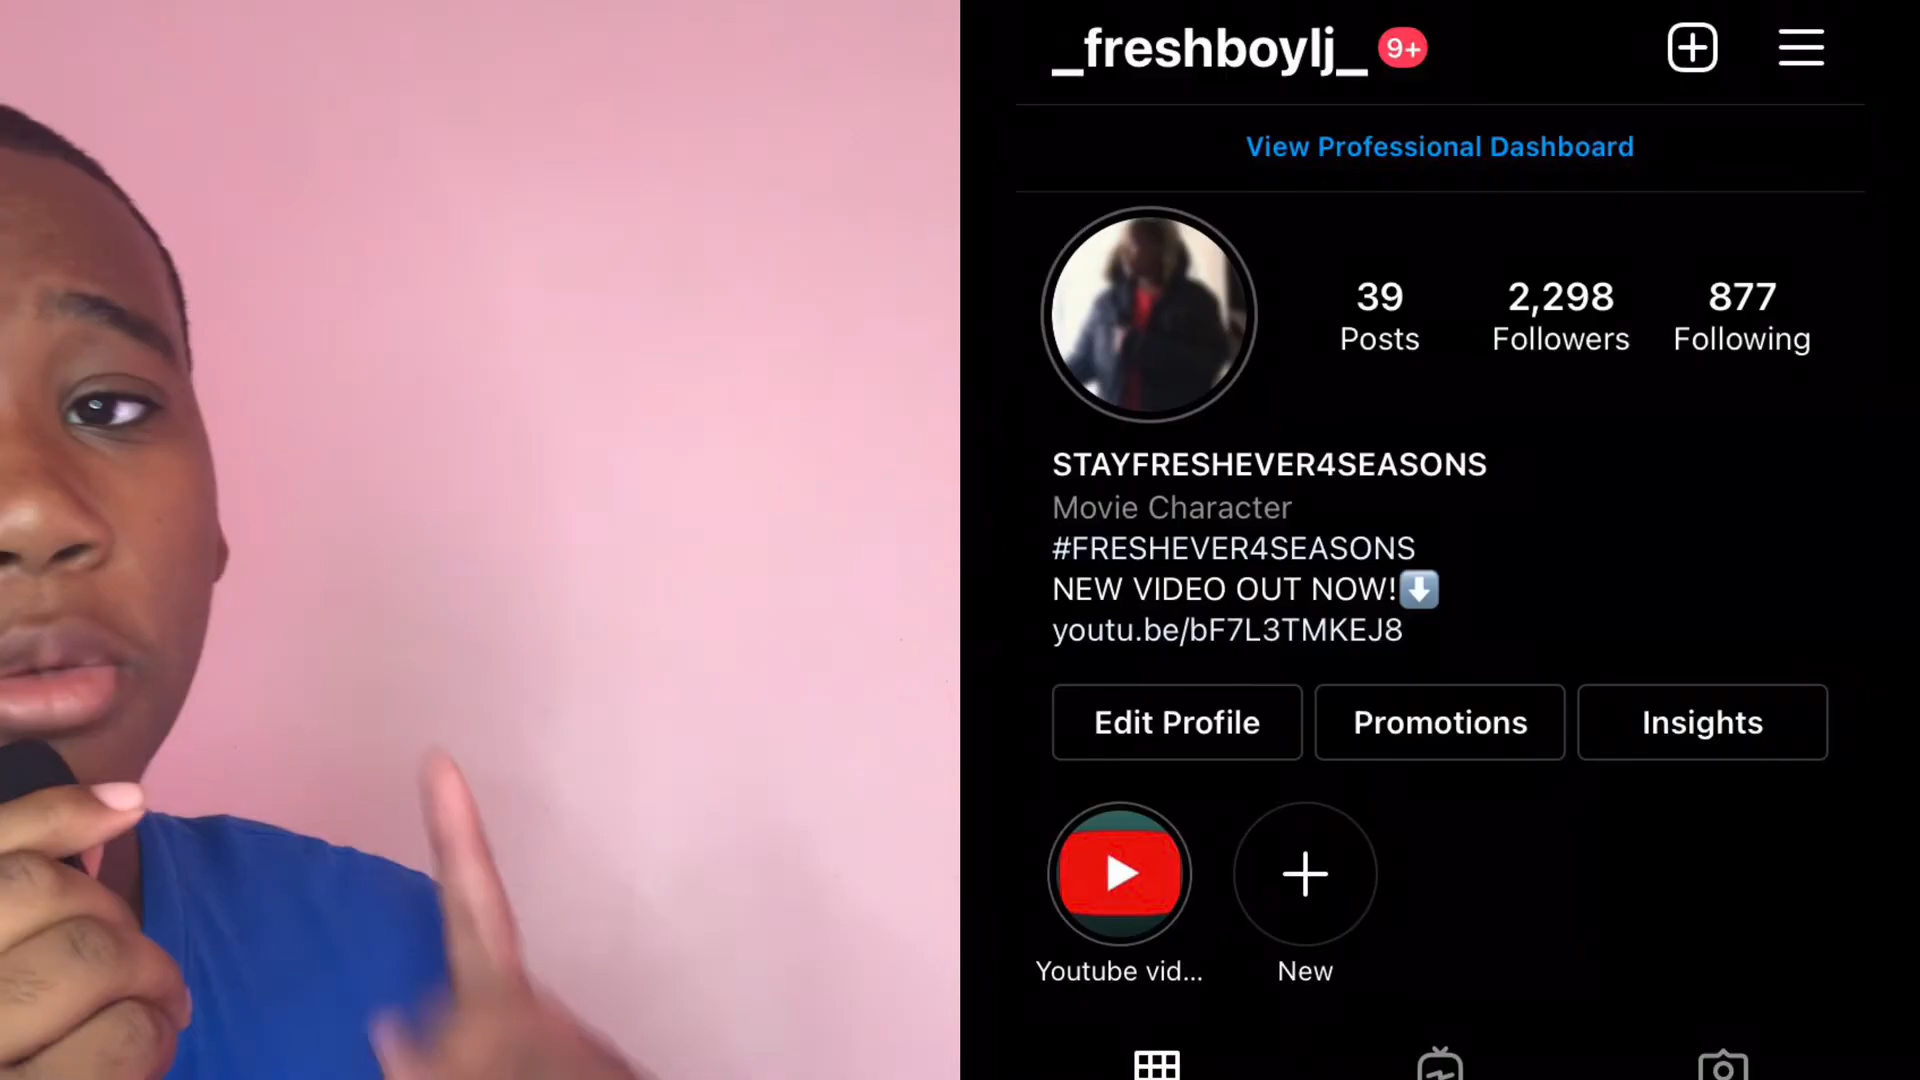 _freshboylj_ 9+
View Professional Dashboard
39 2,298 877
Posts Followers Following
STAYFRESHEVER4SEASONS
Movie Character
#FRESHEVER4SEASONS
NEW VIDEO OUT NOW!⬇️
youtu.be/bF7L3TMKEJ8
Edit Profile Promotions Insights
Youtube vid... New